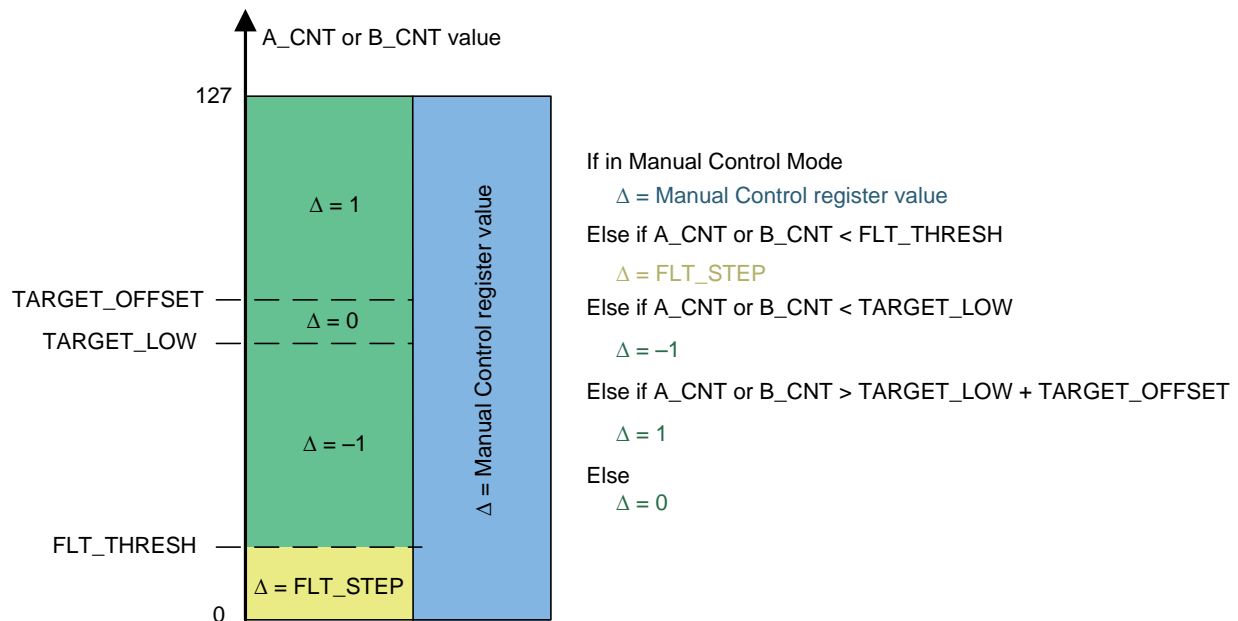 A_CNT or B_CNT value
127
Δ = 1
TARGET_OFFSET
Δ = 0
TARGET_LOW
Δ = –1
FLT_THRESH
Δ = FLT_STEP
0
Δ = Manual Control register value
If in Manual Control Mode
Δ = Manual Control register value
Else if A_CNT or B_CNT < FLT_THRESH
Δ = FLT_STEP
Else if A_CNT or B_CNT < TARGET_LOW
Δ = –1
Else if A_CNT or B_CNT > TARGET_LOW + TARGET_OFFSET
Δ = 1
Else
Δ = 0